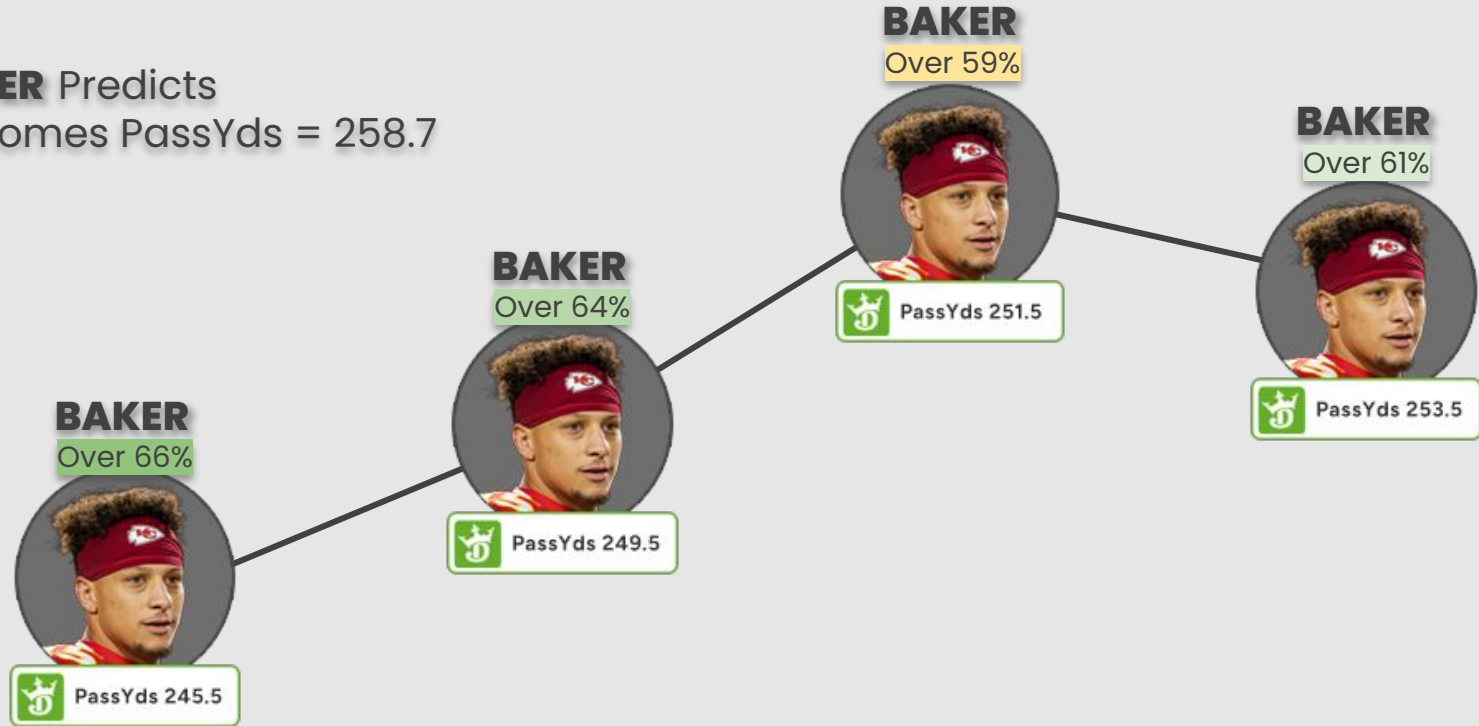 BAKER
Over 59%
ER Predicts
omes PassYds = 258.7
BAKER
Over 61%
BAKER
Over 64%
PassYds 251.5
PassYds 253.5
BAKER
Over 66%
PassYds 249.5
PassYds 245.5